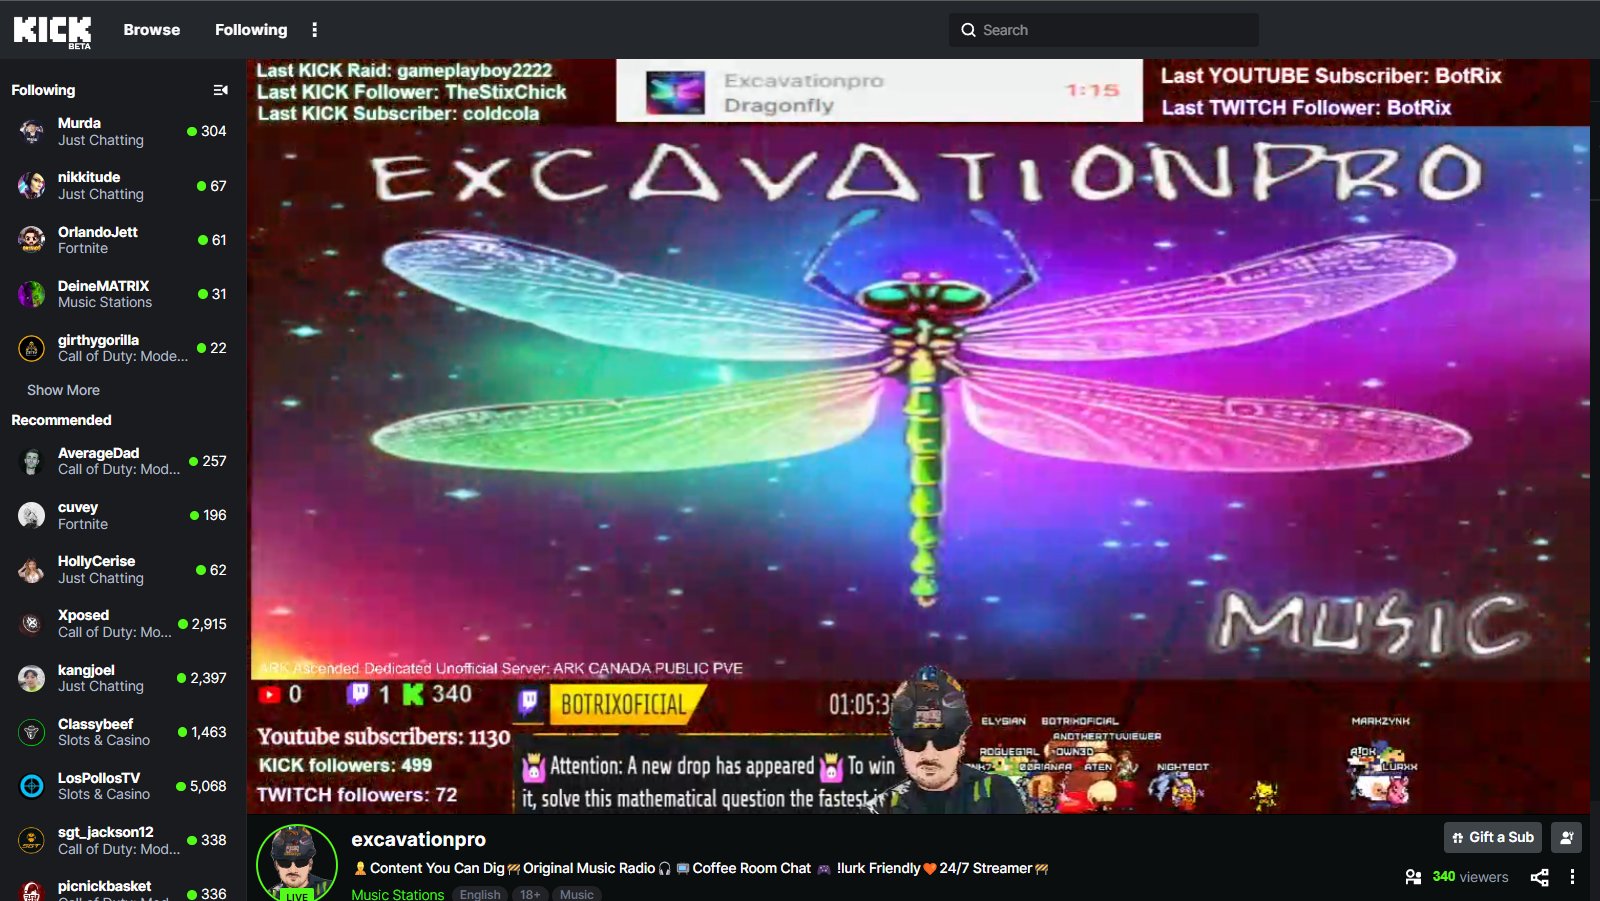 KICK
BETA
Browse
Following
Search
Following
Murda
Just Chatting
304
nikkitude
Just Chatting
67
OrlandoJett
Fortnite
61
DeineMATRIX
Music Stations
31
girthygorilla
Call of Duty: Mode...
22
Show More
Recommended
AverageDad
Call of Duty: Mod...
257
cuvey
Fortnite
196
HollyCerise
Just Chatting
62
Xposed
Call of Duty: Mo...
2,915
kangjoel
Just Chatting
2,397
Classybeef
Slots & Casino
1,463
LosPollosTV
Slots & Casino
5,068
sgt_jackson12
Call of Duty: Mod...
338
picnickbasket
336
Last KICK Raid: gameplayboy2222
Last KICK Follower: TheStixChick
Last KICK Subscriber: coldcola
Excavationpro
Dragonfly
1:15
Last YOUTUBE Subscriber: BotRix
Last TWITCH Follower: BotRix
EXCAVATIONPRO
MUSIC
ARK Ascended Dedicated Unofficial Server: ARK CANADA PUBLIC PVE
0
1
340
Youtube subscribers: 1130
KICK followers: 499
TWITCH followers: 72
BOTRIXOFICIAL
01:05:3
Attention: A new drop has appeared To win
it, solve this mathematical question the fastest
ELYSIAN
BOTRIXOFICIAL
ANOTHERTTVVIEWER
ROGUEG1RL
OWN3D
ATEN
NIGHTBOT
MARKZYNK
LURXX
excavationpro
Content You Can Dig Original Music Radio Coffee Room Chat !lurk Friendly 24/7 Streamer
LIVE
Music Stations
English
18+
Music
Gift a Sub
340 viewers